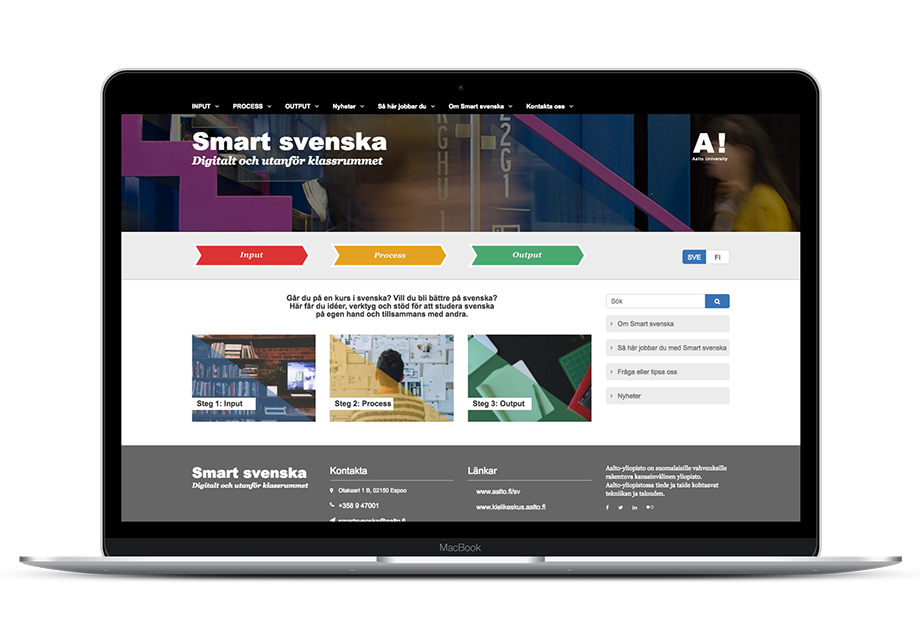 INPUT PROCESS OUTPUT Nyheter Så här jobbar du Om Smart svenska Kontakta oss
Smart svenska
Digitalt och utanför klassrummet
A!
Aalto University
RGHU
2G1
Input Process Output
SVE FI
Går du på en kurs i svenska? Vill du bli bättre på svenska?
Här får du idéer, verktyg och stöd för att studera svenska
på egen hand och tillsammans med andra.
Steg 1: Input
Steg 2: Process
Steg 3: Output
Sök
Om Smart svenska
Så här jobbar du med Smart svenska
Fråga eller tipsa oss
Nyheter
Smart svenska
Digitalt och utanför klassrummet
Kontakta
Otakaari 1 B, 02150 Espoo
+358 9 47001
smartsvenska@aalto.fi
Länkar
www.aalto.fi/sv
www.kielikeskus.aalto.fi
Aalto-yliopisto on suomalaisille vahvuuksille
rakentuva kansainvälinen yliopisto.
Aalto-yliopistossa tiede ja taide kohtaavat
tekniikan ja talouden.
MacBook